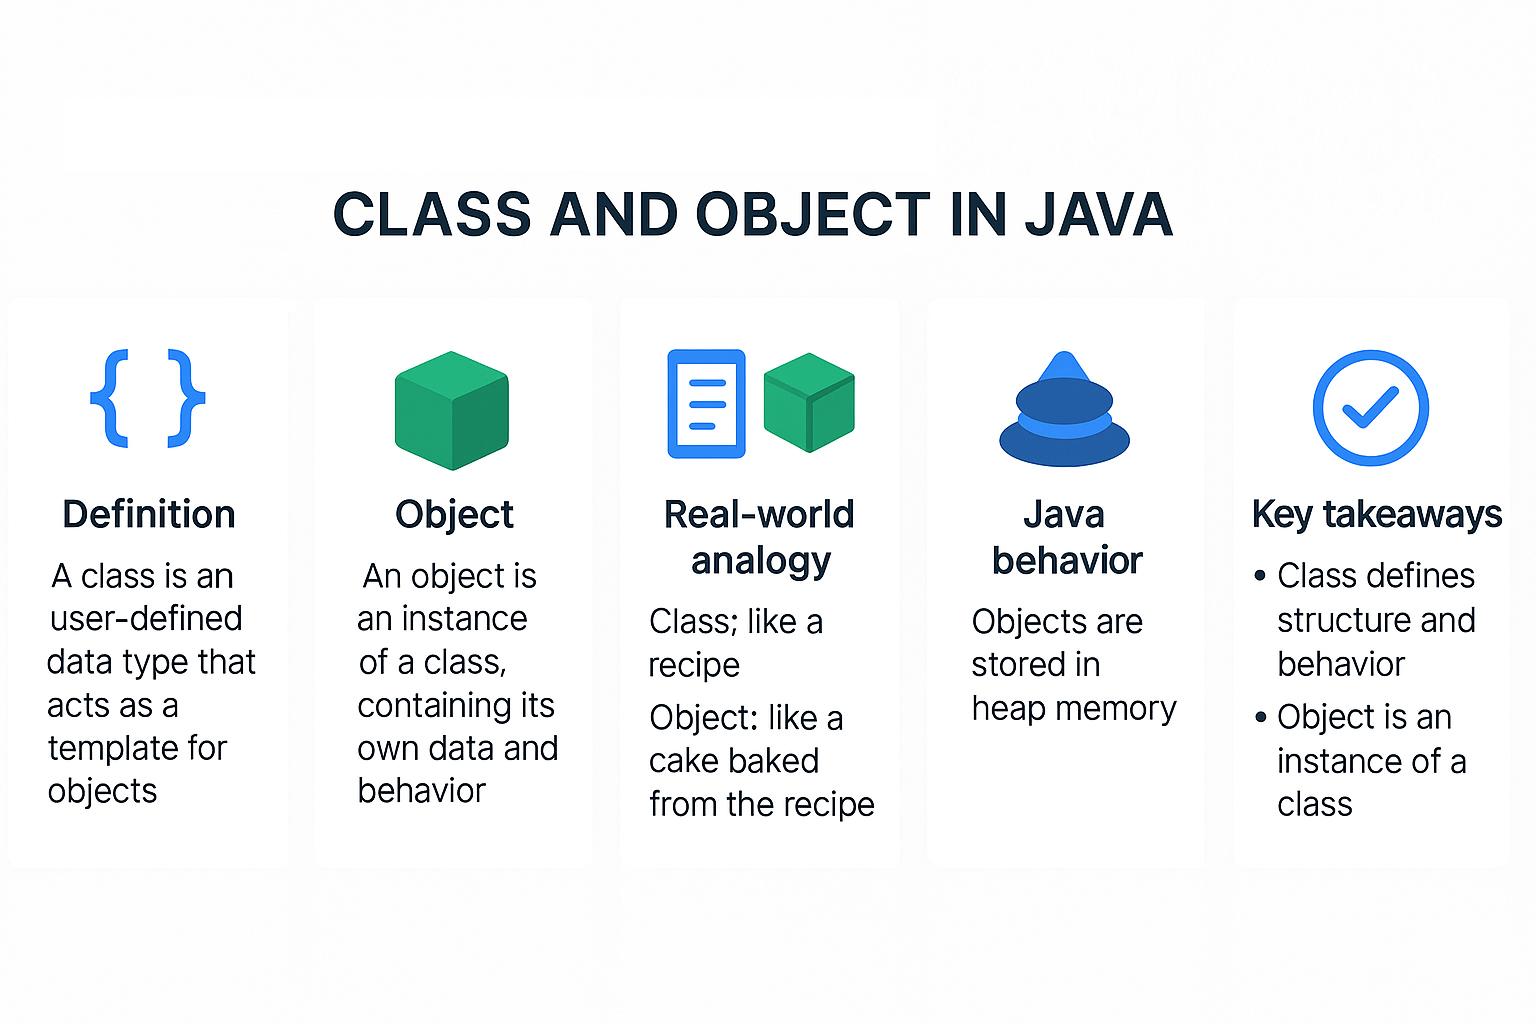 CLASS AND OBJECT IN JAVA
Definition
A class is an
user-defined
data type that
acts as a
template for
objects
Object
An object is
an instance
of a class,
containing its
own data and
behavior
Real-world
analogy
Class; like a
recipe
Object: like a
cake baked
from the recipe
Java
behavior
Objects are
stored in
heap memory
Key takeaways
• Class defines
structure and
behavior
• Object is an
instance of a
class